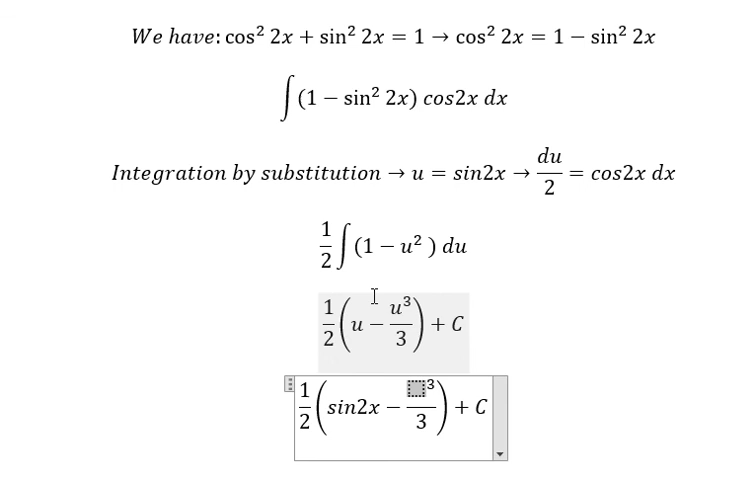 We have: cos² 2x + sin² 2x = 1 → cos² 2x = 1 − sin² 2x
∫(1 − sin² 2x) cos2x dx
Integration by substitution → u = sin2x → du/2 = cos2x dx
1/2 ∫(1 − u² ) du
1/2 (u − u³/3) + C
1/2 (sin2x − ⬚³/3) + C